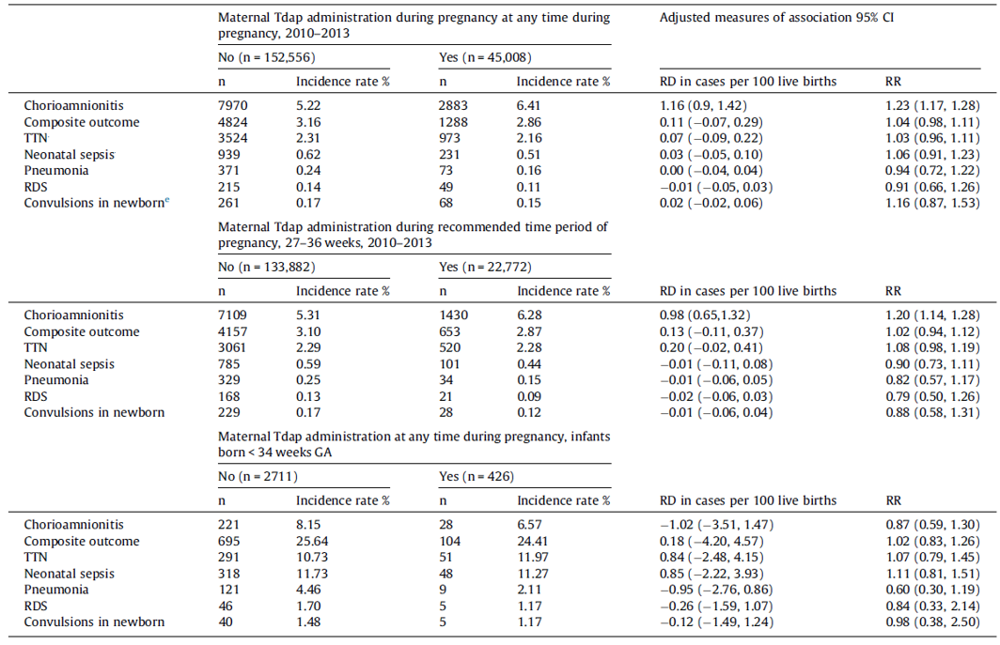 Maternal Tdap administration during pregnancy at any time during pregnancy, 2010–2013 Adjusted measures of association 95% CI
No (n = 152,556) Yes (n = 45,008)
n Incidence rate % n Incidence rate % RD in cases per 100 live births RR
Chorioamnionitis 7970 5.22 2883 6.41 1.16 (0.9, 1.42) 1.23 (1.17, 1.28)
Composite outcome 4824 3.16 1288 2.86 0.11 (−0.07, 0.29) 1.04 (0.98, 1.11)
TTN 3524 2.31 973 2.16 0.07 (−0.09, 0.22) 1.03 (0.96, 1.11)
Neonatal sepsis 939 0.62 231 0.51 0.03 (−0.05, 0.10) 1.06 (0.91, 1.23)
Pneumonia 371 0.24 73 0.16 0.00 (−0.04, 0.04) 0.94 (0.72, 1.22)
RDS 215 0.14 49 0.11 −0.01 (−0.05, 0.03) 0.91 (0.66, 1.26)
Convulsions in newborn<sup>e</sup> 261 0.17 68 0.15 0.02 (−0.02, 0.06) 1.16 (0.87, 1.53)
Maternal Tdap administration during recommended time period of pregnancy, 27–36 weeks, 2010–2013
No (n = 133,882) Yes (n = 22,772)
n Incidence rate % n Incidence rate % RD in cases per 100 live births RR
Chorioamnionitis 7109 5.31 1430 6.28 0.98 (0.65,1.32) 1.20 (1.14, 1.28)
Composite outcome 4157 3.10 653 2.87 0.13 (−0.11, 0.37) 1.02 (0.94, 1.12)
TTN 3061 2.29 520 2.28 0.20 (−0.02, 0.41) 1.08 (0.98, 1.19)
Neonatal sepsis 785 0.59 101 0.44 −0.01 (−0.11, 0.08) 0.90 (0.73, 1.11)
Pneumonia 329 0.25 34 0.15 −0.01 (−0.06, 0.05) 0.82 (0.57, 1.17)
RDS 168 0.13 21 0.09 −0.02 (−0.06, 0.03) 0.79 (0.50, 1.26)
Convulsions in newborn 229 0.17 28 0.12 −0.01 (−0.06, 0.04) 0.88 (0.58, 1.31)
Maternal Tdap administration at any time during pregnancy, infants born < 34 weeks GA
No (n = 2711) Yes (n = 426)
n Incidence rate % n Incidence rate % RD in cases per 100 live births RR
Chorioamnionitis 221 8.15 28 6.57 −1.02 (−3.51, 1.47) 0.87 (0.59, 1.30)
Composite outcome 695 25.64 104 24.41 0.18 (−4.20, 4.57) 1.02 (0.83, 1.26)
TTN 291 10.73 51 11.97 0.84 (−2.48, 4.15) 1.07 (0.79, 1.45)
Neonatal sepsis 318 11.73 48 11.27 0.85 (−2.22, 3.93) 1.11 (0.81, 1.51)
Pneumonia 121 4.46 9 2.11 −0.95 (−2.76, 0.86) 0.60 (0.30, 1.19)
RDS 46 1.70 5 1.17 −0.26 (−1.59, 1.07) 0.84 (0.33, 2.14)
Convulsions in newborn 40 1.48 5 1.17 −0.12 (−1.49, 1.24) 0.98 (0.38, 2.50)